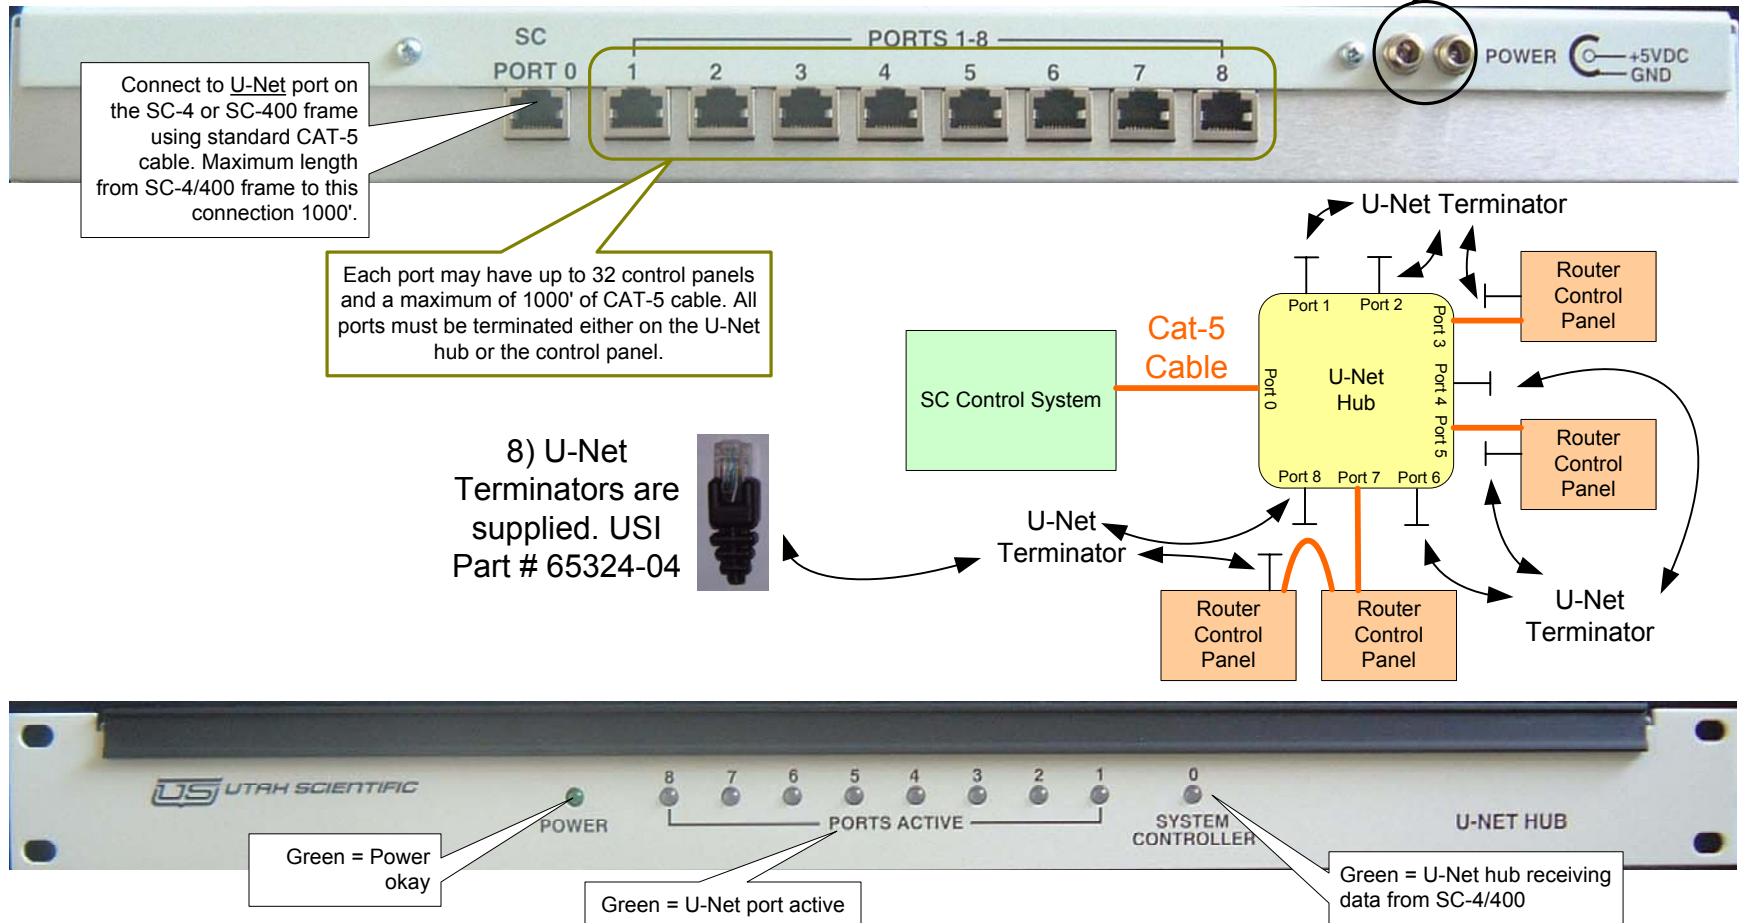 SC
PORT 0
PORTS 1-8
1 2 3 4 5 6 7 8
POWER
+5VDC
GND
Connect to U-Net port on
the SC-4 or SC-400 frame
using standard CAT-5
cable. Maximum length
from SC-4/400 frame to this
connection 1000'.
Each port may have up to 32 control panels
and a maximum of 1000' of CAT-5 cable. All
ports must be terminated either on the U-Net
hub or the control panel.
U-Net Terminator
Router
Control
Panel
Port 1
Port 2
Port 3
Cat-5
Cable
SC Control System
Port 0
U-Net
Hub
Port 4
Port 5
Router
Control
Panel
Port 8
Port 7
Port 6
8) U-Net
Terminators are
supplied. USI
Part # 65324-04
U-Net
Terminator
Router
Control
Panel
Router
Control
Panel
U-Net
Terminator
US UTAH SCIENTIFIC
POWER
8 7 6 5 4 3 2 1
PORTS ACTIVE
0
SYSTEM
CONTROLLER
U-NET HUB
Green = Power
okay
Green = U-Net port active
Green = U-Net hub receiving
data from SC-4/400